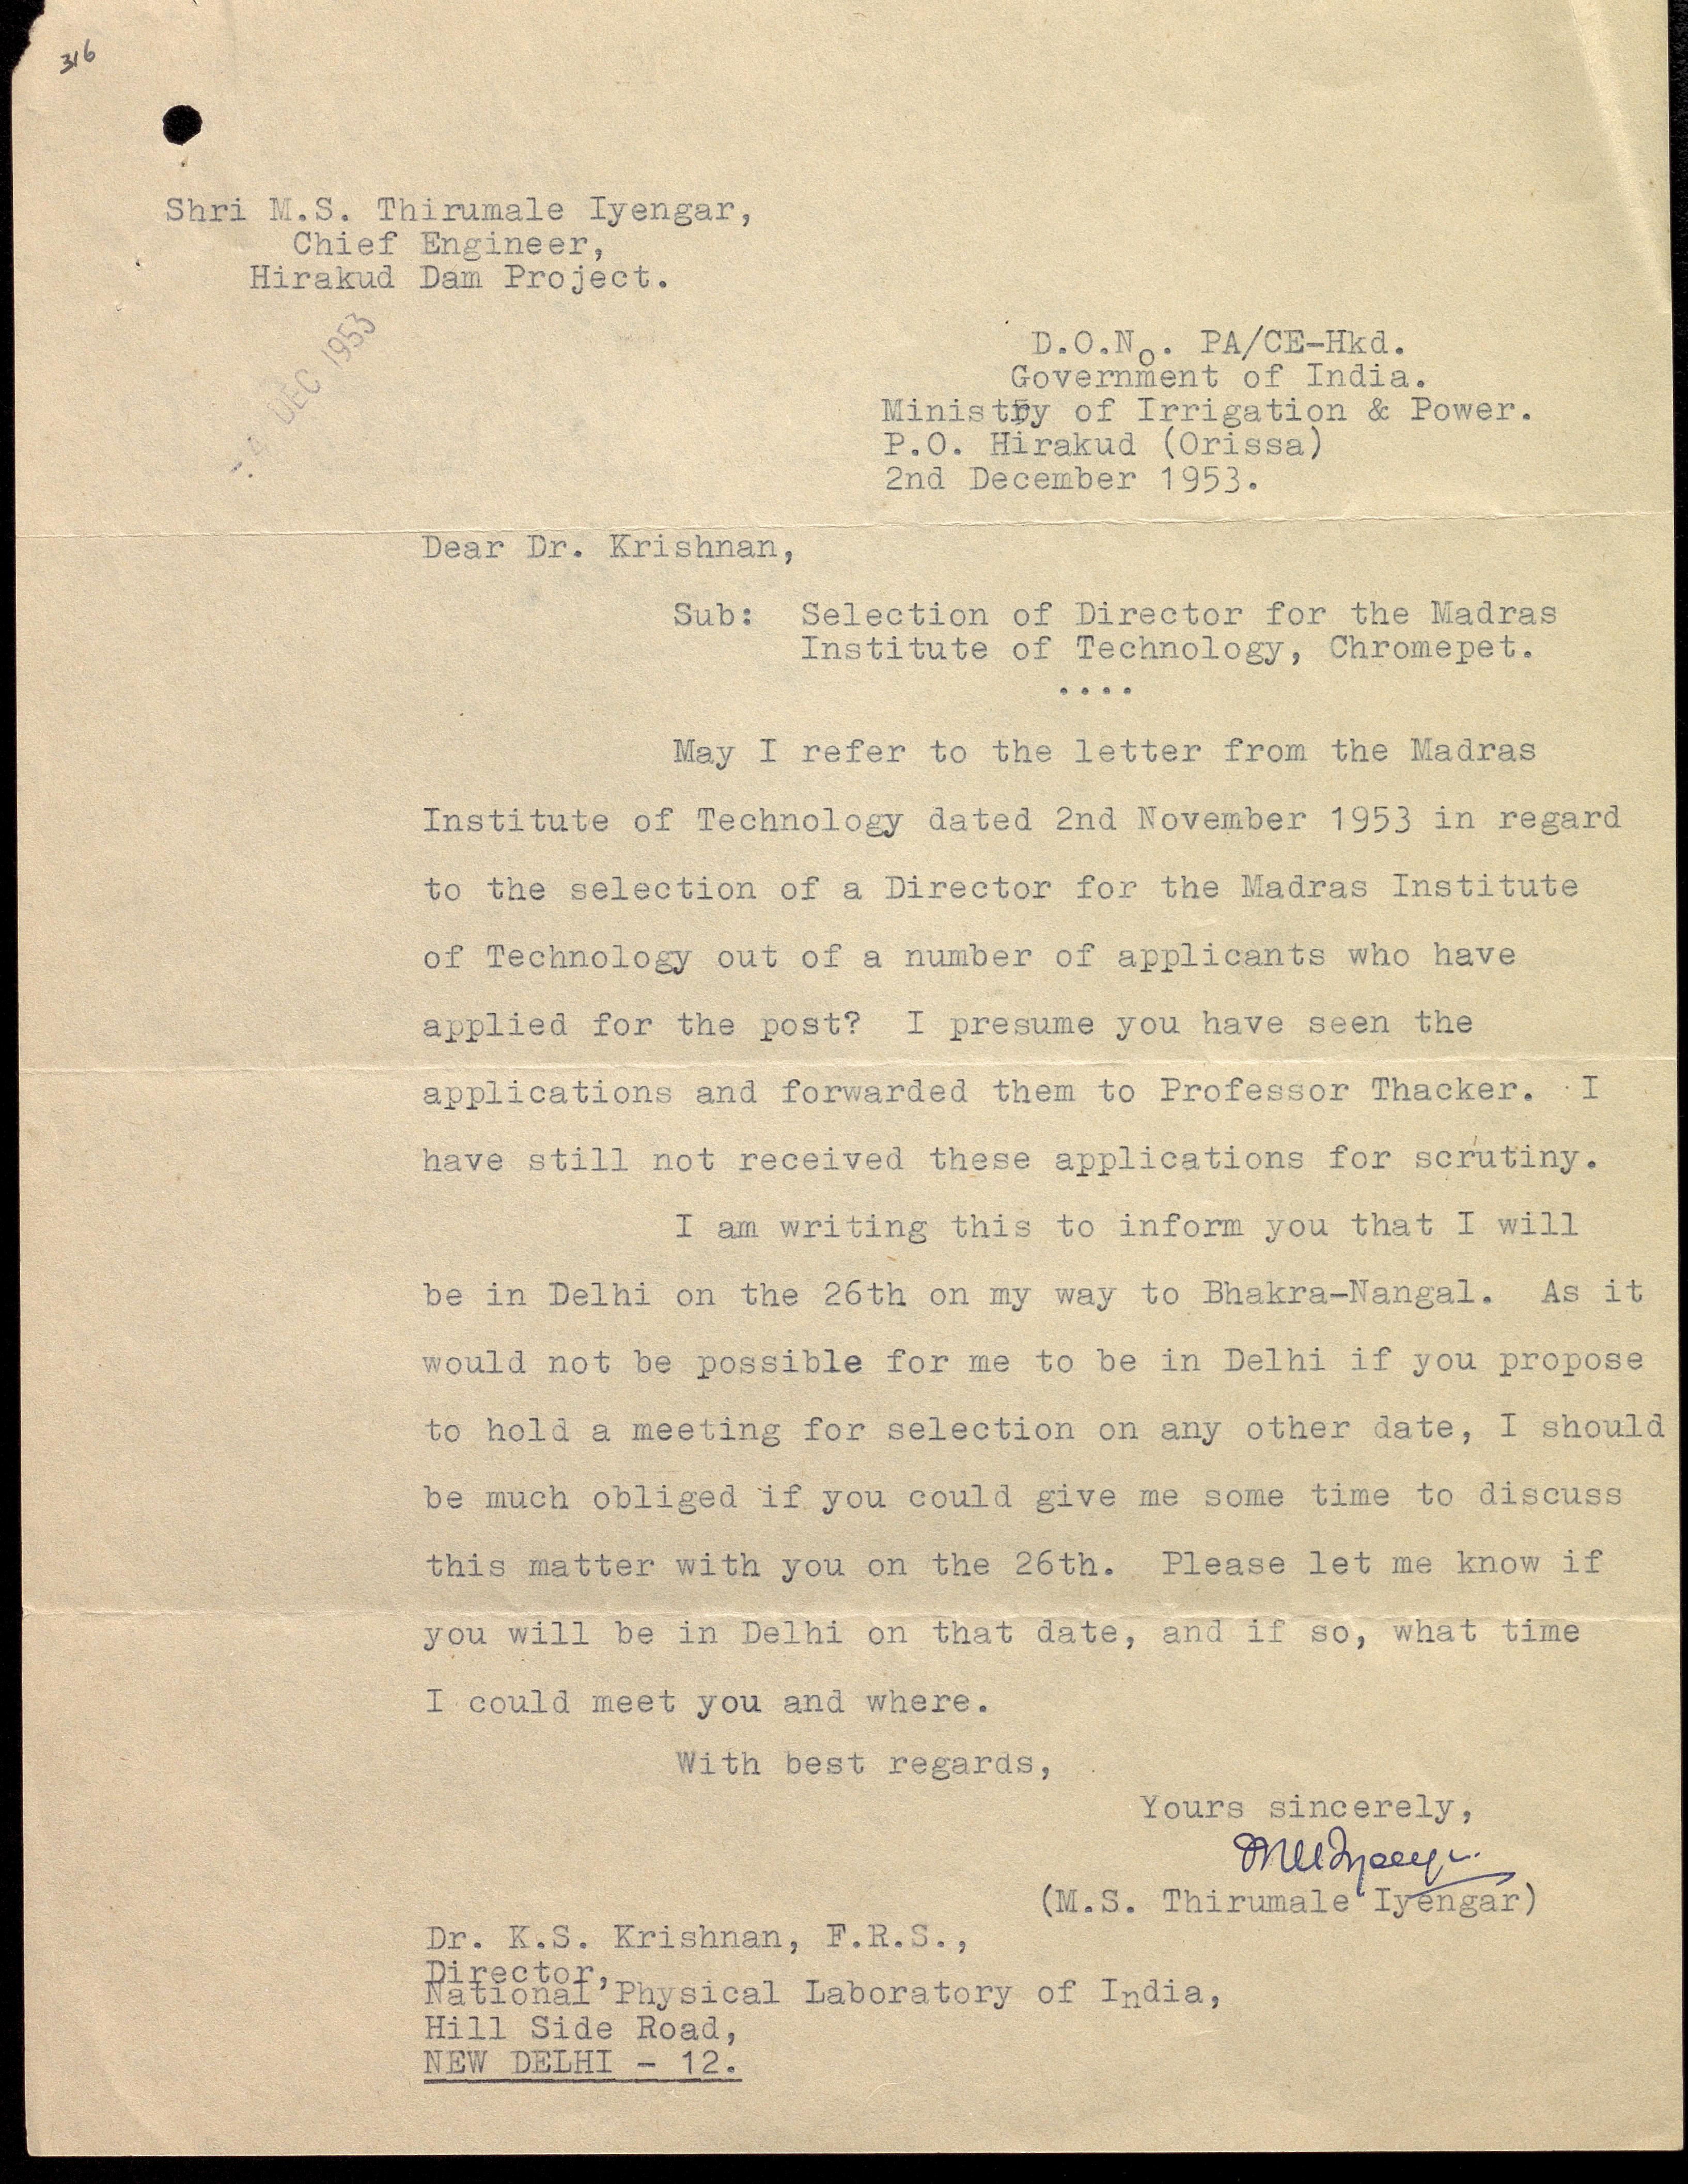 316
Shri M.S. Thirumale Iyengar,
Chief Engineer,
Hirakud Dam Project.
-4 DEC 1953
D.O.No. PA/CE-Hkd.
Government of India.
Ministry of Irrigation & Power.
P.O. Hirakud (Orissa)
2nd December 1953.
Dear Dr. Krishnan,
Sub: Selection of Director for the Madras
Institute of Technology, Chromepet.
....
May I refer to the letter from the Madras
Institute of Technology dated 2nd November 1953 in regard
to the selection of a Director for the Madras Institute
of Technology out of a number of applicants who have
applied for the post? I presume you have seen the
applications and forwarded them to Professor Thacker. I
have still not received these applications for scrutiny.
I am writing this to inform you that I will
be in Delhi on the 26th on my way to Bhakra-Nangal. As it
would not be possible for me to be in Delhi if you propose
to hold a meeting for selection on any other date, I should
be much obliged if you could give me some time to discuss
this matter with you on the 26th. Please let me know if
you will be in Delhi on that date, and if so, what time
I could meet you and where.
With best regards,
Yours sincerely,
(M.S. Thirumale Iyengar)
Dr. K.S. Krishnan, F.R.S.,
Director,
National Physical Laboratory of India,
Hill Side Road,
NEW DELHI - 12.